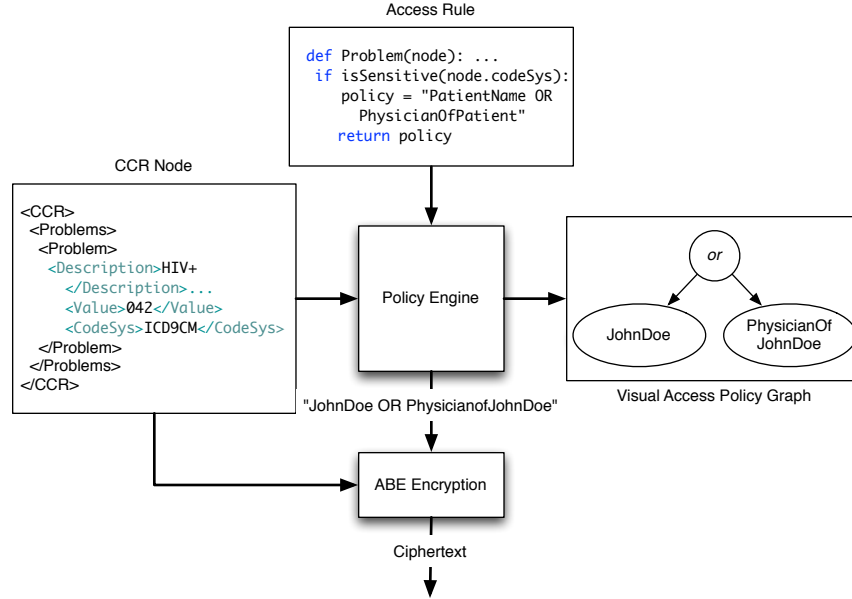 Access Rule
def Problem(node): ...
if isSensitive(node.codeSys):
policy = "PatientName OR
PhysicianOfPatient"
return policy
CCR Node
<CCR>
<Problems>
<Problem>
<Description>HIV+
</Description>...
<Value>042</Value>
<CodeSys>ICD9CM</CodeSys>
</Problem>
</Problems>
</CCR>
Policy Engine
or
JohnDoe
PhysicianOf
JohnDoe
Visual Access Policy Graph
"JohnDoe OR PhysicianofJohnDoe"
ABE Encryption
Ciphertext